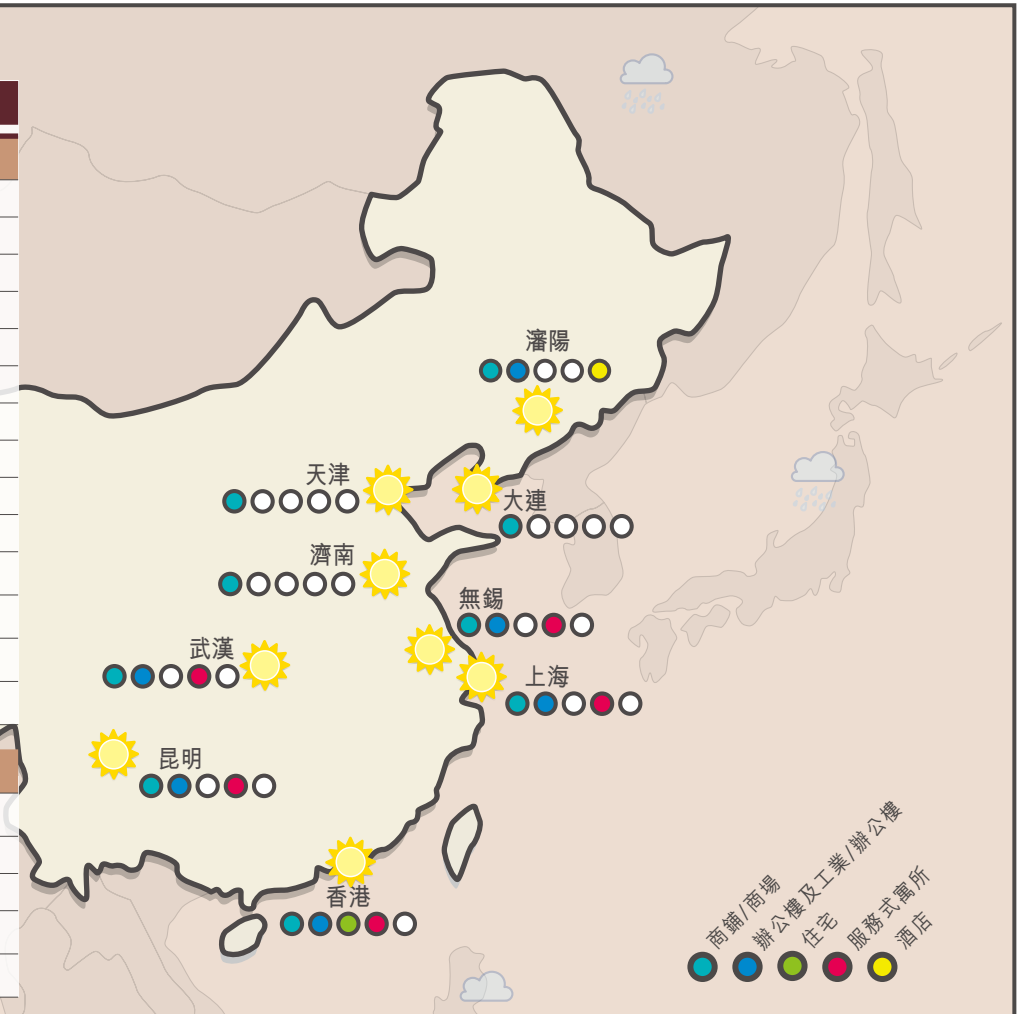 瀋陽
天津
大連
濟南
無錫
武漢
上海
昆明
香港
商鋪/商場
辦公樓及工業/辦公樓
住宅
服務式寓所
酒店